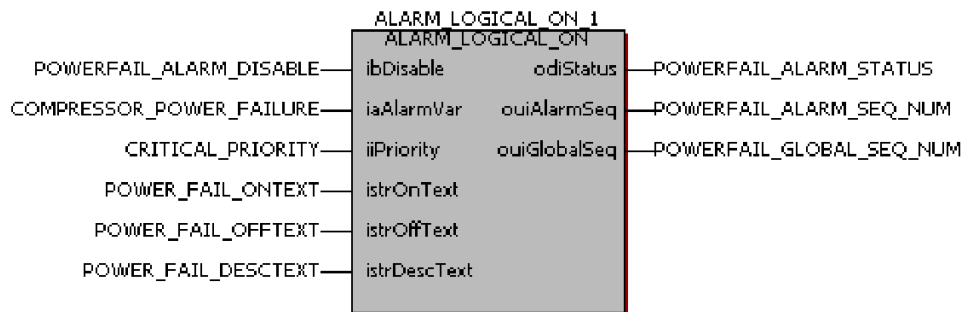 ALARM_LOGICAL_ON_1
ALARM_LOGICAL_ON
POWERFAIL_ALARM_DISABLE ibDisable odiStatus POWERFAIL_ALARM_STATUS
COMPRESSOR_POWER_FAILURE iaAlarmVar ouiAlarmSeq POWERFAIL_ALARM_SEQ_NUM
CRITICAL_PRIORITY iiPriority ouiGlobalSeq POWERFAIL_GLOBAL_SEQ_NUM
POWER_FAIL_ONTEXT istrOnText
POWER_FAIL_OFFTEXT istrOffText
POWER_FAIL_DESCTEXT istrDescText